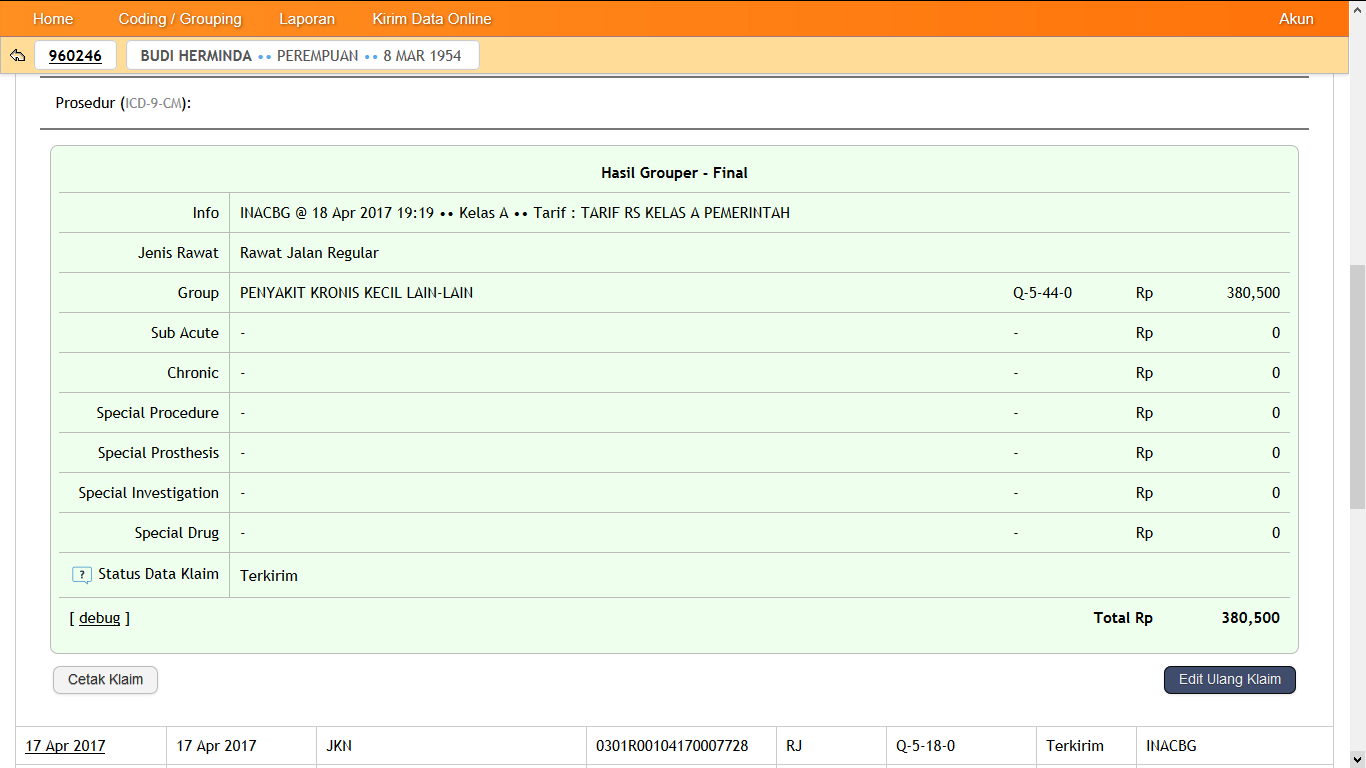 Home Coding / Grouping Laporan Kirim Data Online Akun
960246 BUDI HERMINDA •• PEREMPUAN •• 8 MAR 1954
Prosedur (ICD-9-CM):
Hasil Grouper - Final
Info INACBG @ 18 Apr 2017 19:19 •• Kelas A •• Tarif : TARIF RS KELAS A PEMERINTAH
Jenis Rawat Rawat Jalan Regular
Group PENYAKIT KRONIS KECIL LAIN-LAIN Q-5-44-0 Rp 380,500
Sub Acute - - Rp 0
Chronic - - Rp 0
Special Procedure - - Rp 0
Special Prosthesis - - Rp 0
Special Investigation - - Rp 0
Special Drug - - Rp 0
? Status Data Klaim Terkirim
[ debug ] Total Rp 380,500
Cetak Klaim Edit Ulang Klaim
17 Apr 2017 17 Apr 2017 JKN 0301R00104170007728 RJ Q-5-18-0 Terkirim INACBG